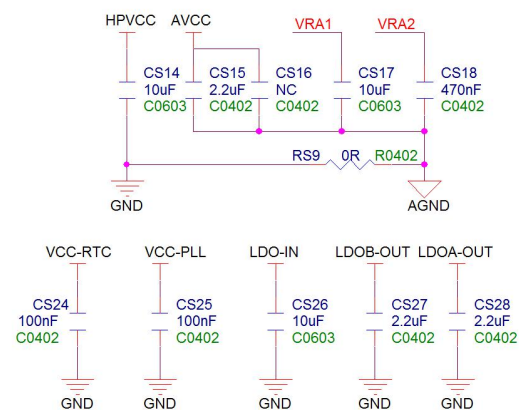 HPVCC AVCC VRA1 VRA2
CS14 CS15 CS16 CS17 CS18
10uF 2.2uF NC 10uF 470nF
C0603 C0402 C0402 C0603 C0402
RS9 0R R0402
GND AGND
VCC-RTC VCC-PLL LDO-IN LDOB-OUT LDOA-OUT
CS24 CS25 CS26 CS27 CS28
100nF 100nF 10uF 2.2uF 2.2uF
C0402 C0402 C0603 C0402 C0402
GND GND GND GND GND